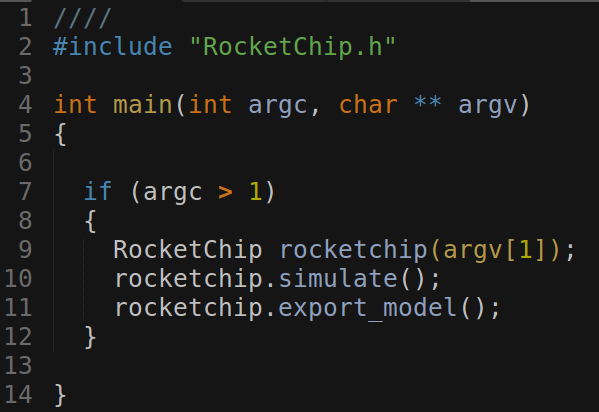 1 ////
2 #include "RocketChip.h"
3
4 int main(int argc, char ** argv)
5 {
6
7   if (argc > 1)
8   {
9     RocketChip rocketchip(argv[1]);
10     rocketchip.simulate();
11     rocketchip.export_model();
12   }
13
14 }